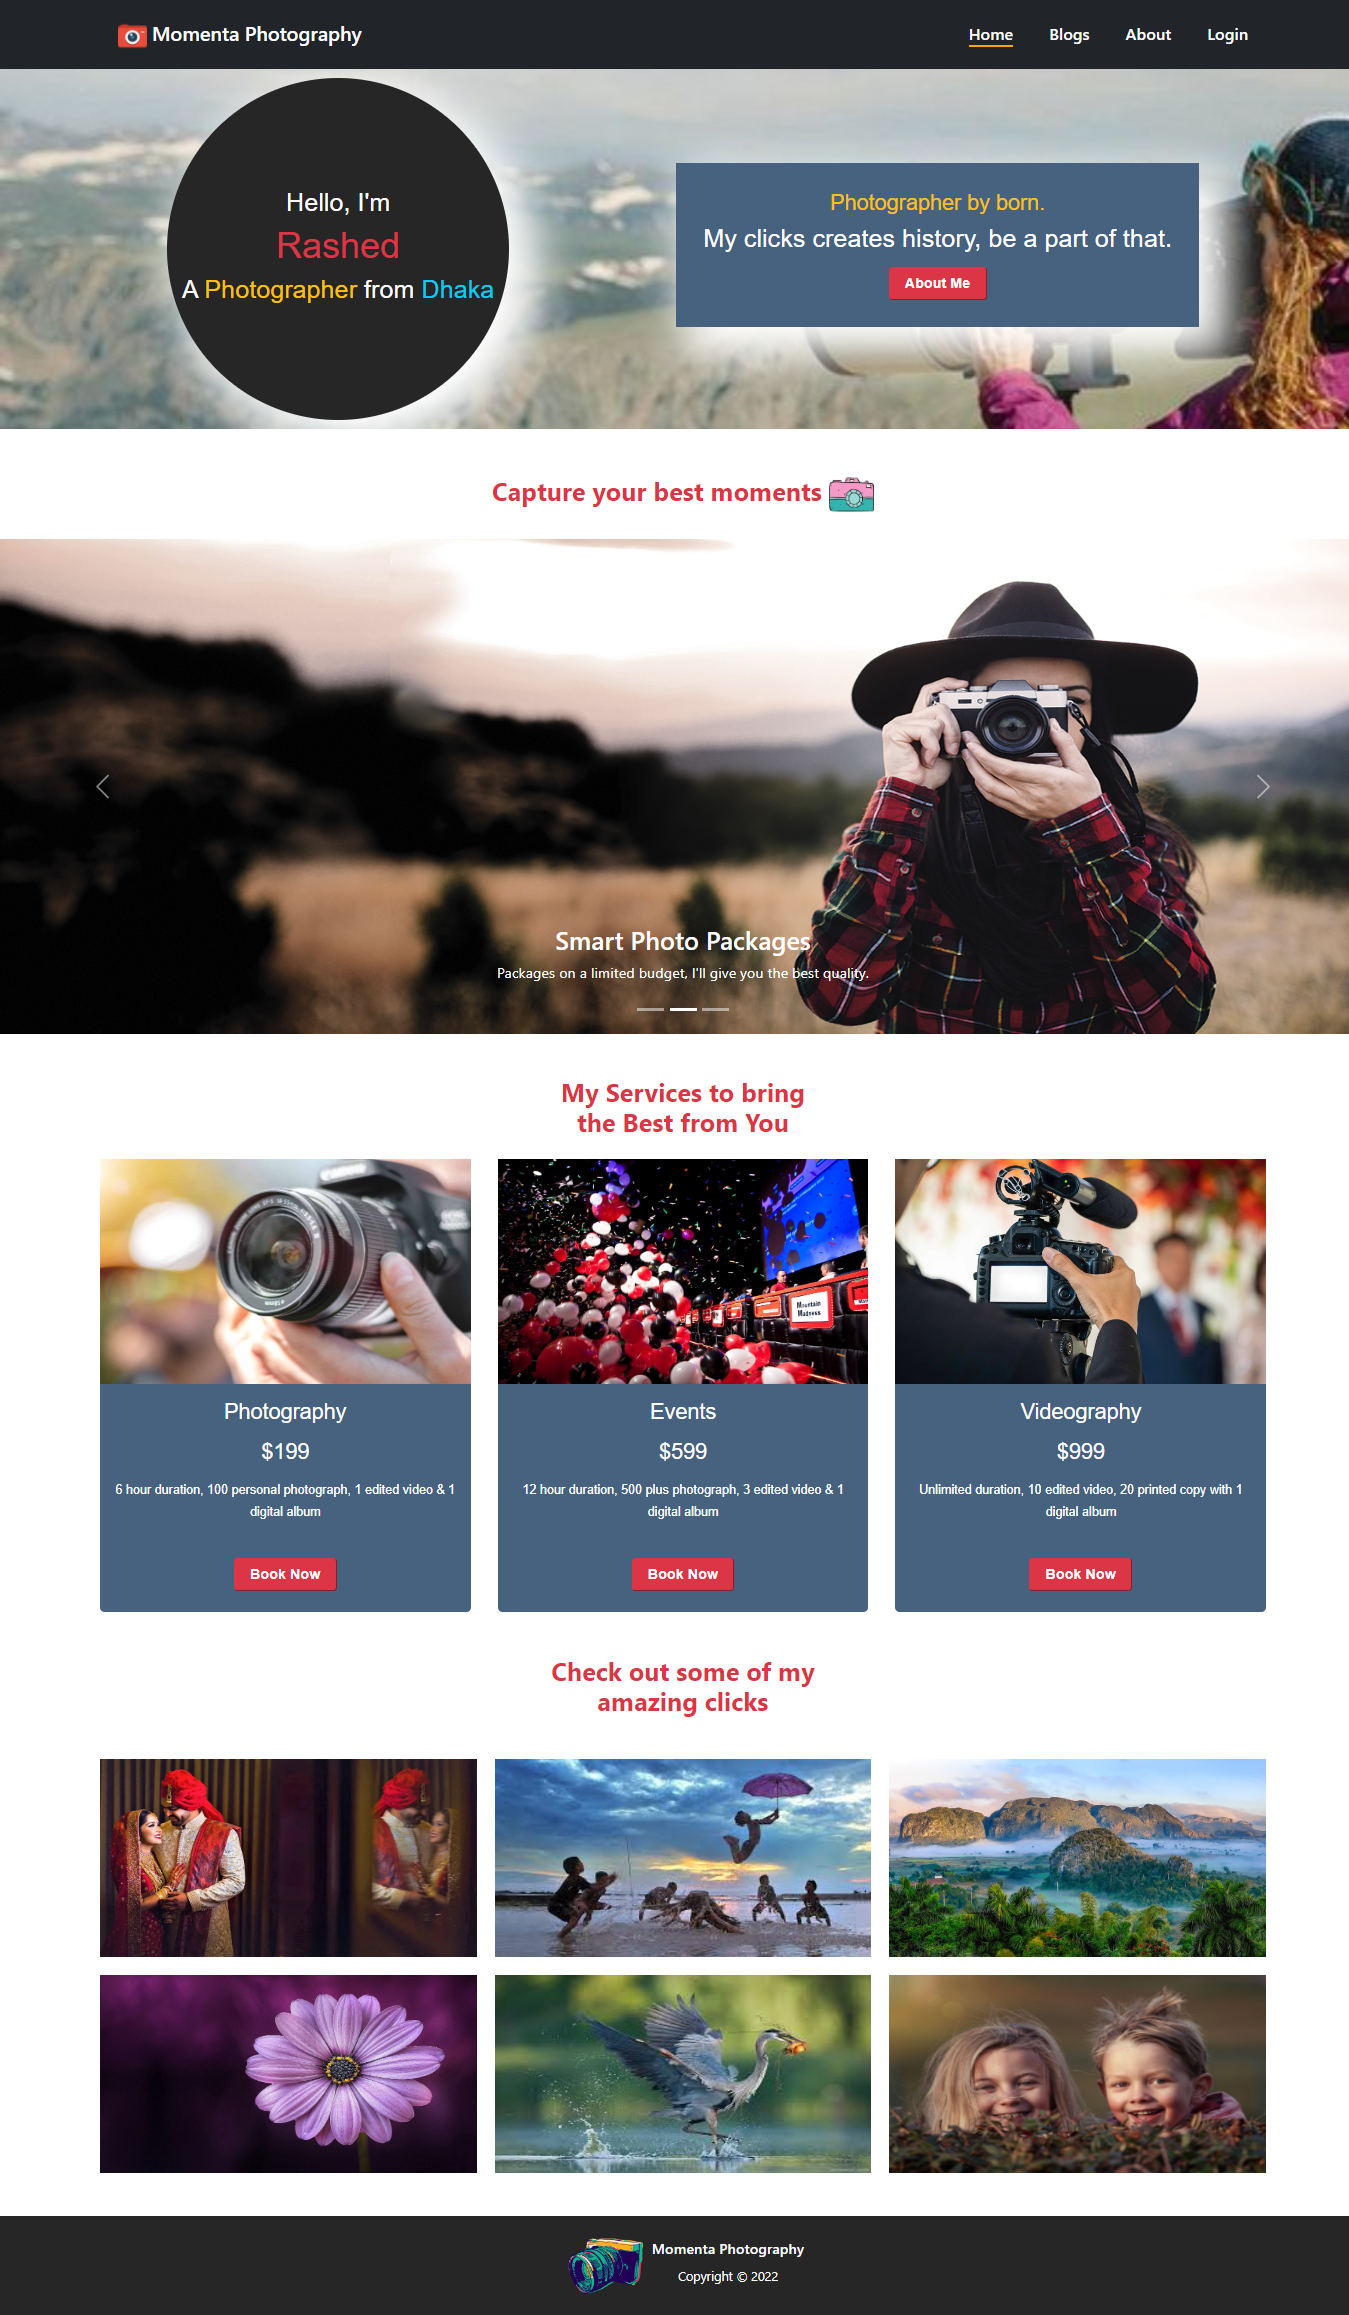 Momenta Photography
Home
Blogs
About
Login
Hello, I'm
Rashed
A Photographer from Dhaka
Photographer by born.
My clicks creates history, be a part of that.
About Me
Capture your best moments
Smart Photo Packages
Packages on a limited budget, I'll give you the best quality.
My Services to bring
the Best from You
Canon
Mountain
Madness
Photography
$199
6 hour duration, 100 personal photograph, 1 edited video & 1
digital album
Book Now
Events
$599
12 hour duration, 500 plus photograph, 3 edited video & 1
digital album
Book Now
Videography
$999
Unlimited duration, 10 edited video, 20 printed copy with 1
digital album
Book Now
Check out some of my
amazing clicks
Momenta Photography
Copyright © 2022